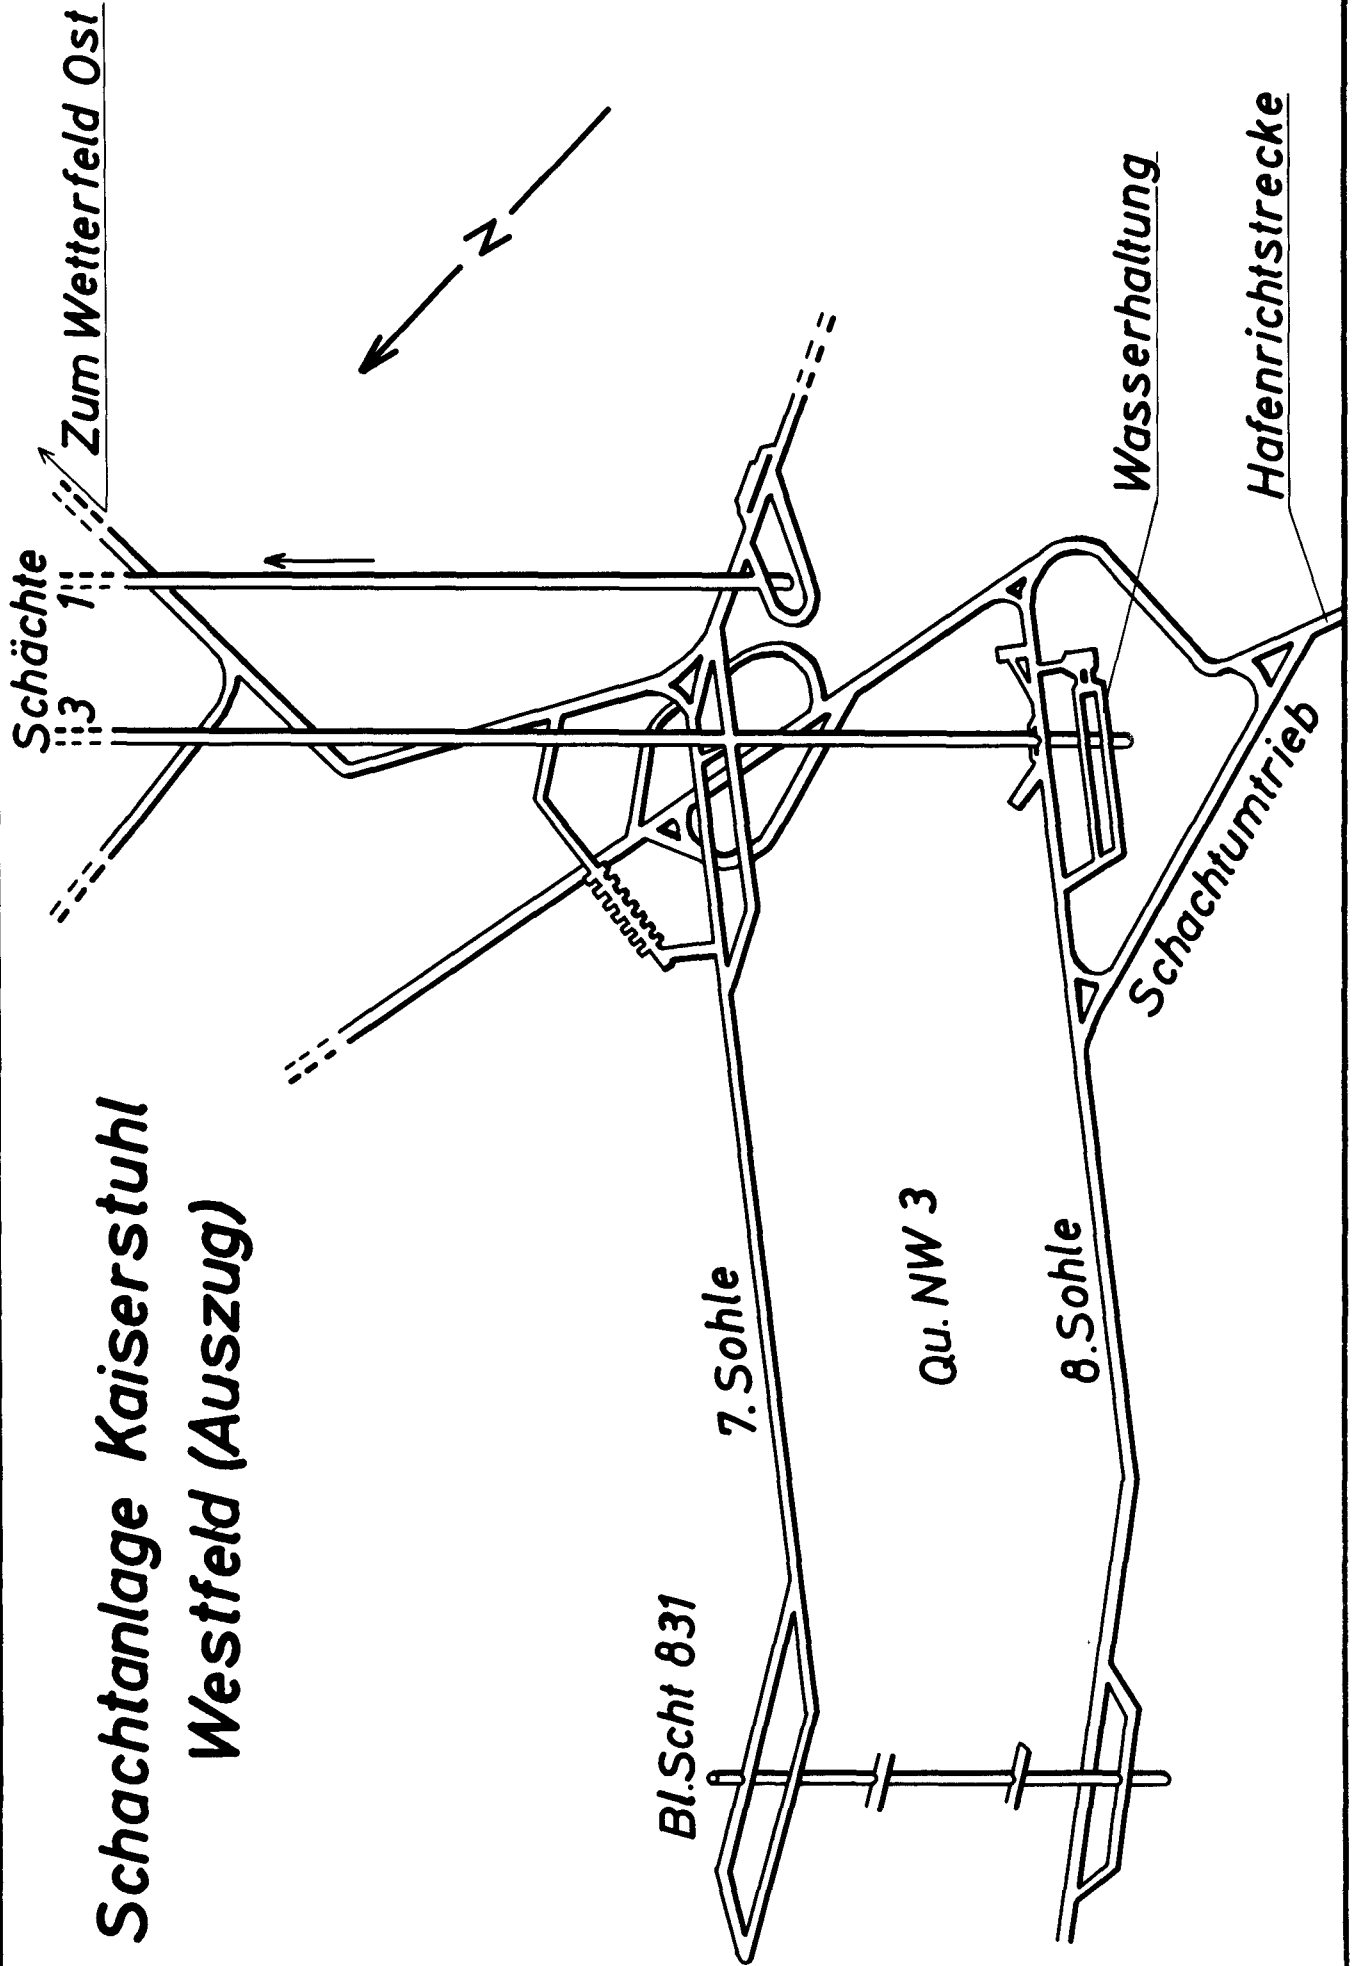 Schachtanlage Kaiserstuhl
Westfeld (Auszug)
Schächte
3 1
Zum Wetterfeld Ost
N
Bl.Scht 831
7.Sohle
Qu. NW 3
8.Sohle
Schachtumtrieb
Wasserhaltung
Hafenrichtstrecke